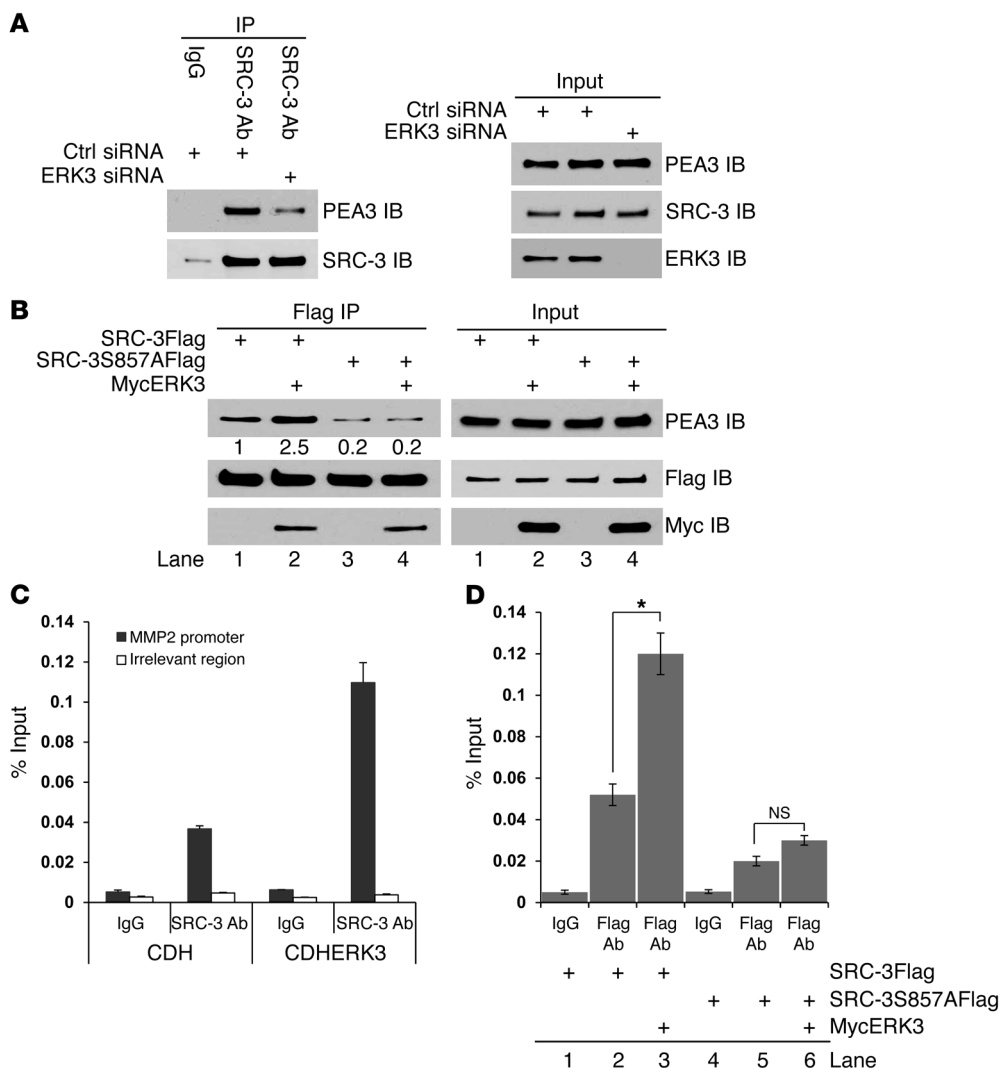 A
IP
IgG
SRC-3 Ab
SRC-3 Ab
Ctrl siRNA + +
ERK3 siRNA +
PEA3 IB
SRC-3 IB
Input
Ctrl siRNA + +
ERK3 siRNA +
PEA3 IB
SRC-3 IB
ERK3 IB
B
Flag IP Input
SRC-3Flag + + + +
SRC-3S857AFlag + + + +
MycERK3 + + + +
PEA3 IB
1 2.5 0.2 0.2
Flag IB
Myc IB
Lane 1 2 3 4 1 2 3 4
C
% Input
0.14
0.12
0.1
0.08
0.06
0.04
0.02
0
MMP2 promoter
Irrelevant region
IgG SRC-3 Ab IgG SRC-3 Ab
CDH CDHERK3
D
% Input
0.14
0.12
0.1
0.08
0.06
0.04
0.02
0
*
NS
IgG Flag Flag IgG Flag Flag
Ab Ab Ab Ab
+ + + SRC-3Flag
+ + + SRC-3S857AFlag
+ + MycERK3
1 2 3 4 5 6 Lane